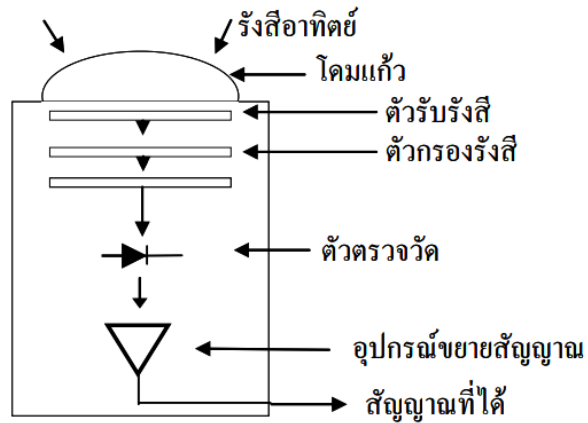 รังสีอาทิตย์
โดมแก้ว
ตัวรับรังสี
ตัวกรองรังสี
ตัวตรวจวัด
อุปกรณ์ขยายสัญญาณ
สัญญาณที่ได้